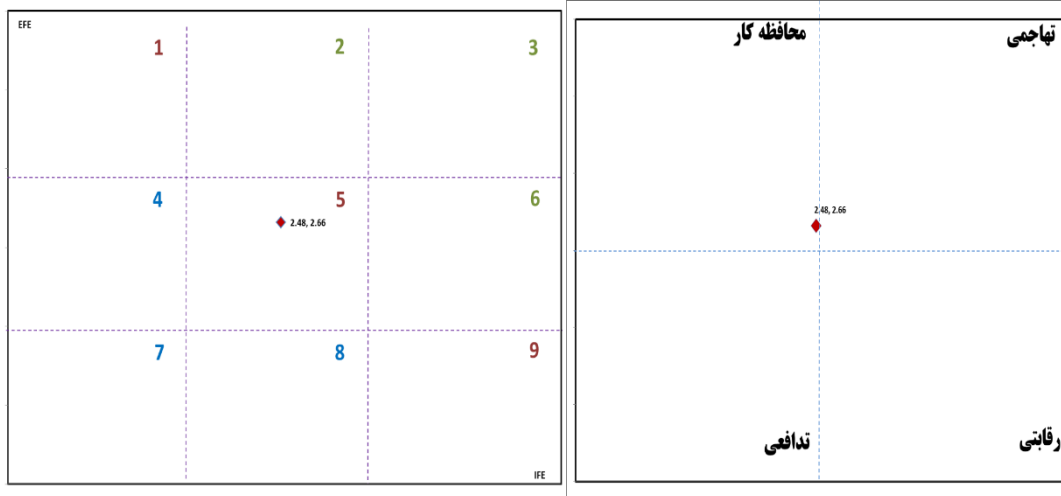 EFE
1 2 3
4 5 6
2.48, 2.66
7 8 9
IFE
محافظه کار
تهاجمی
2.48, 2.66
تدافعی
رقابتی